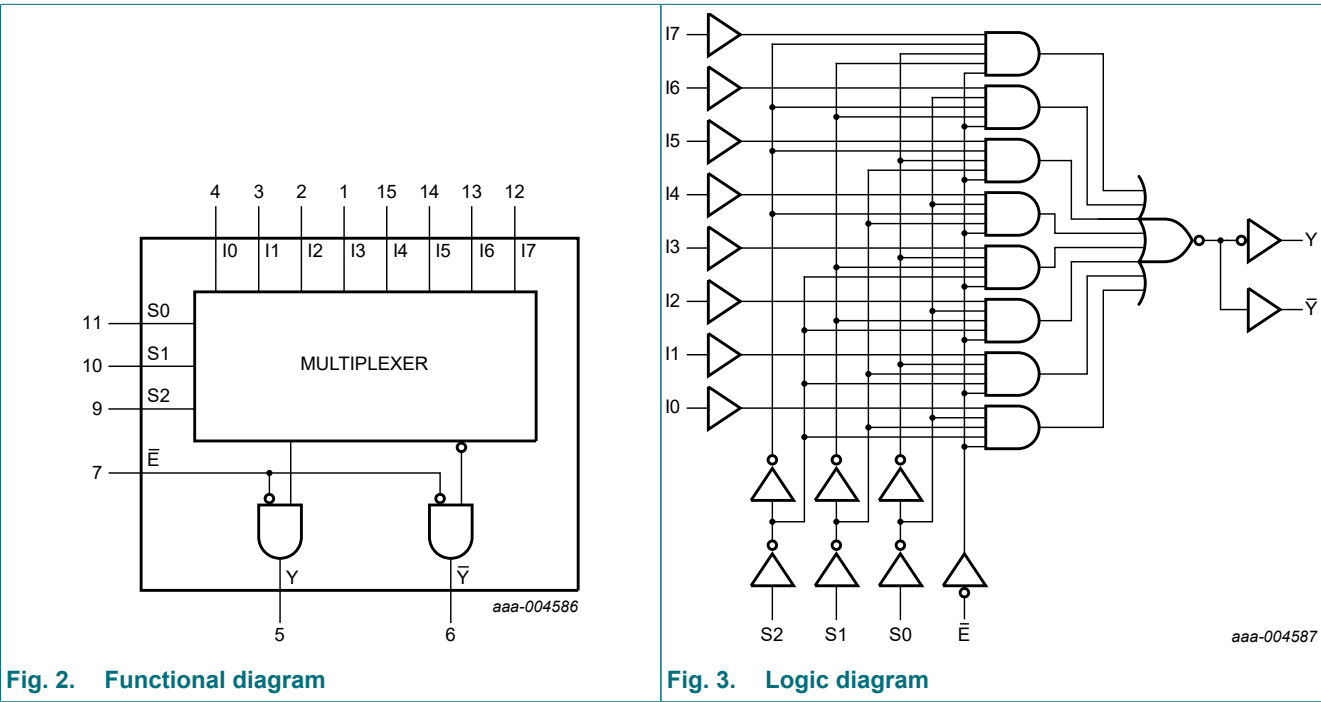 4 3 2 1 15 14 13 12
I0 I1 I2 I3 I4 I5 I6 I7
11 S0
10 S1
9 S2
MULTIPLEXER
7 E̅
Y Y̅
5 6
aaa-004586
Fig. 2. Functional diagram
I7
I6
I5
I4
I3
I2
I1
I0
Y
Y̅
S2 S1 S0 E̅
aaa-004587
Fig. 3. Logic diagram